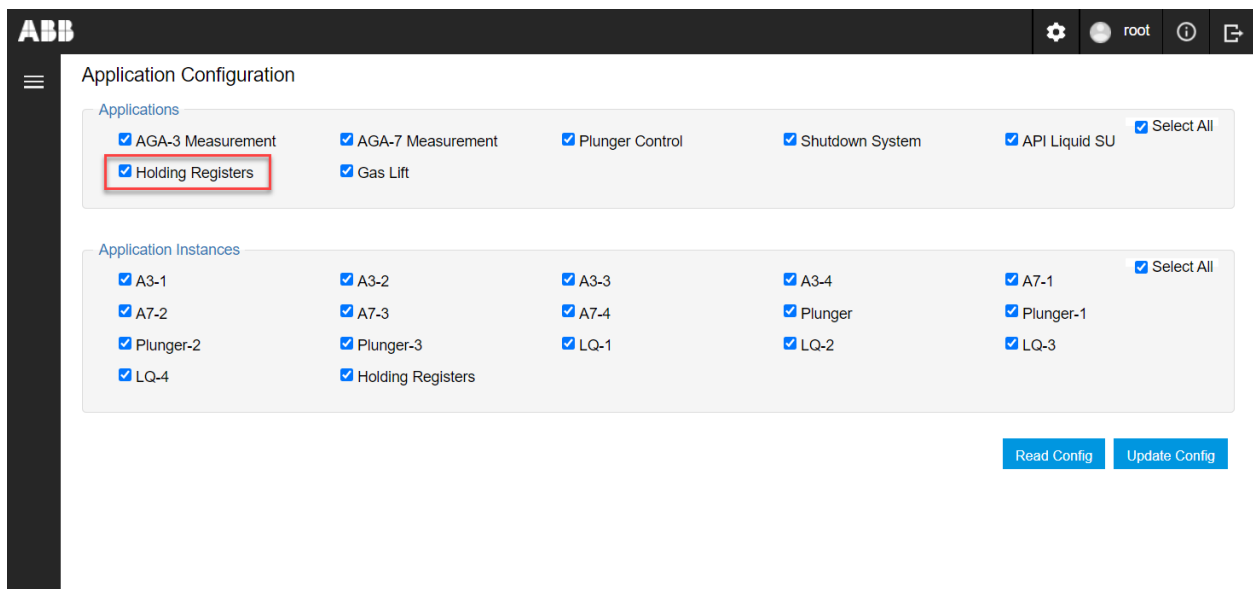 ABB root
Application Configuration
Applications
Select All
AGA-3 Measurement AGA-7 Measurement Plunger Control Shutdown System API Liquid SU
Holding Registers Gas Lift
Application Instances
Select All
A3-1 A3-2 A3-3 A3-4 A7-1
A7-2 A7-3 A7-4 Plunger Plunger-1
Plunger-2 Plunger-3 LQ-1 LQ-2 LQ-3
LQ-4 Holding Registers
Read Config Update Config